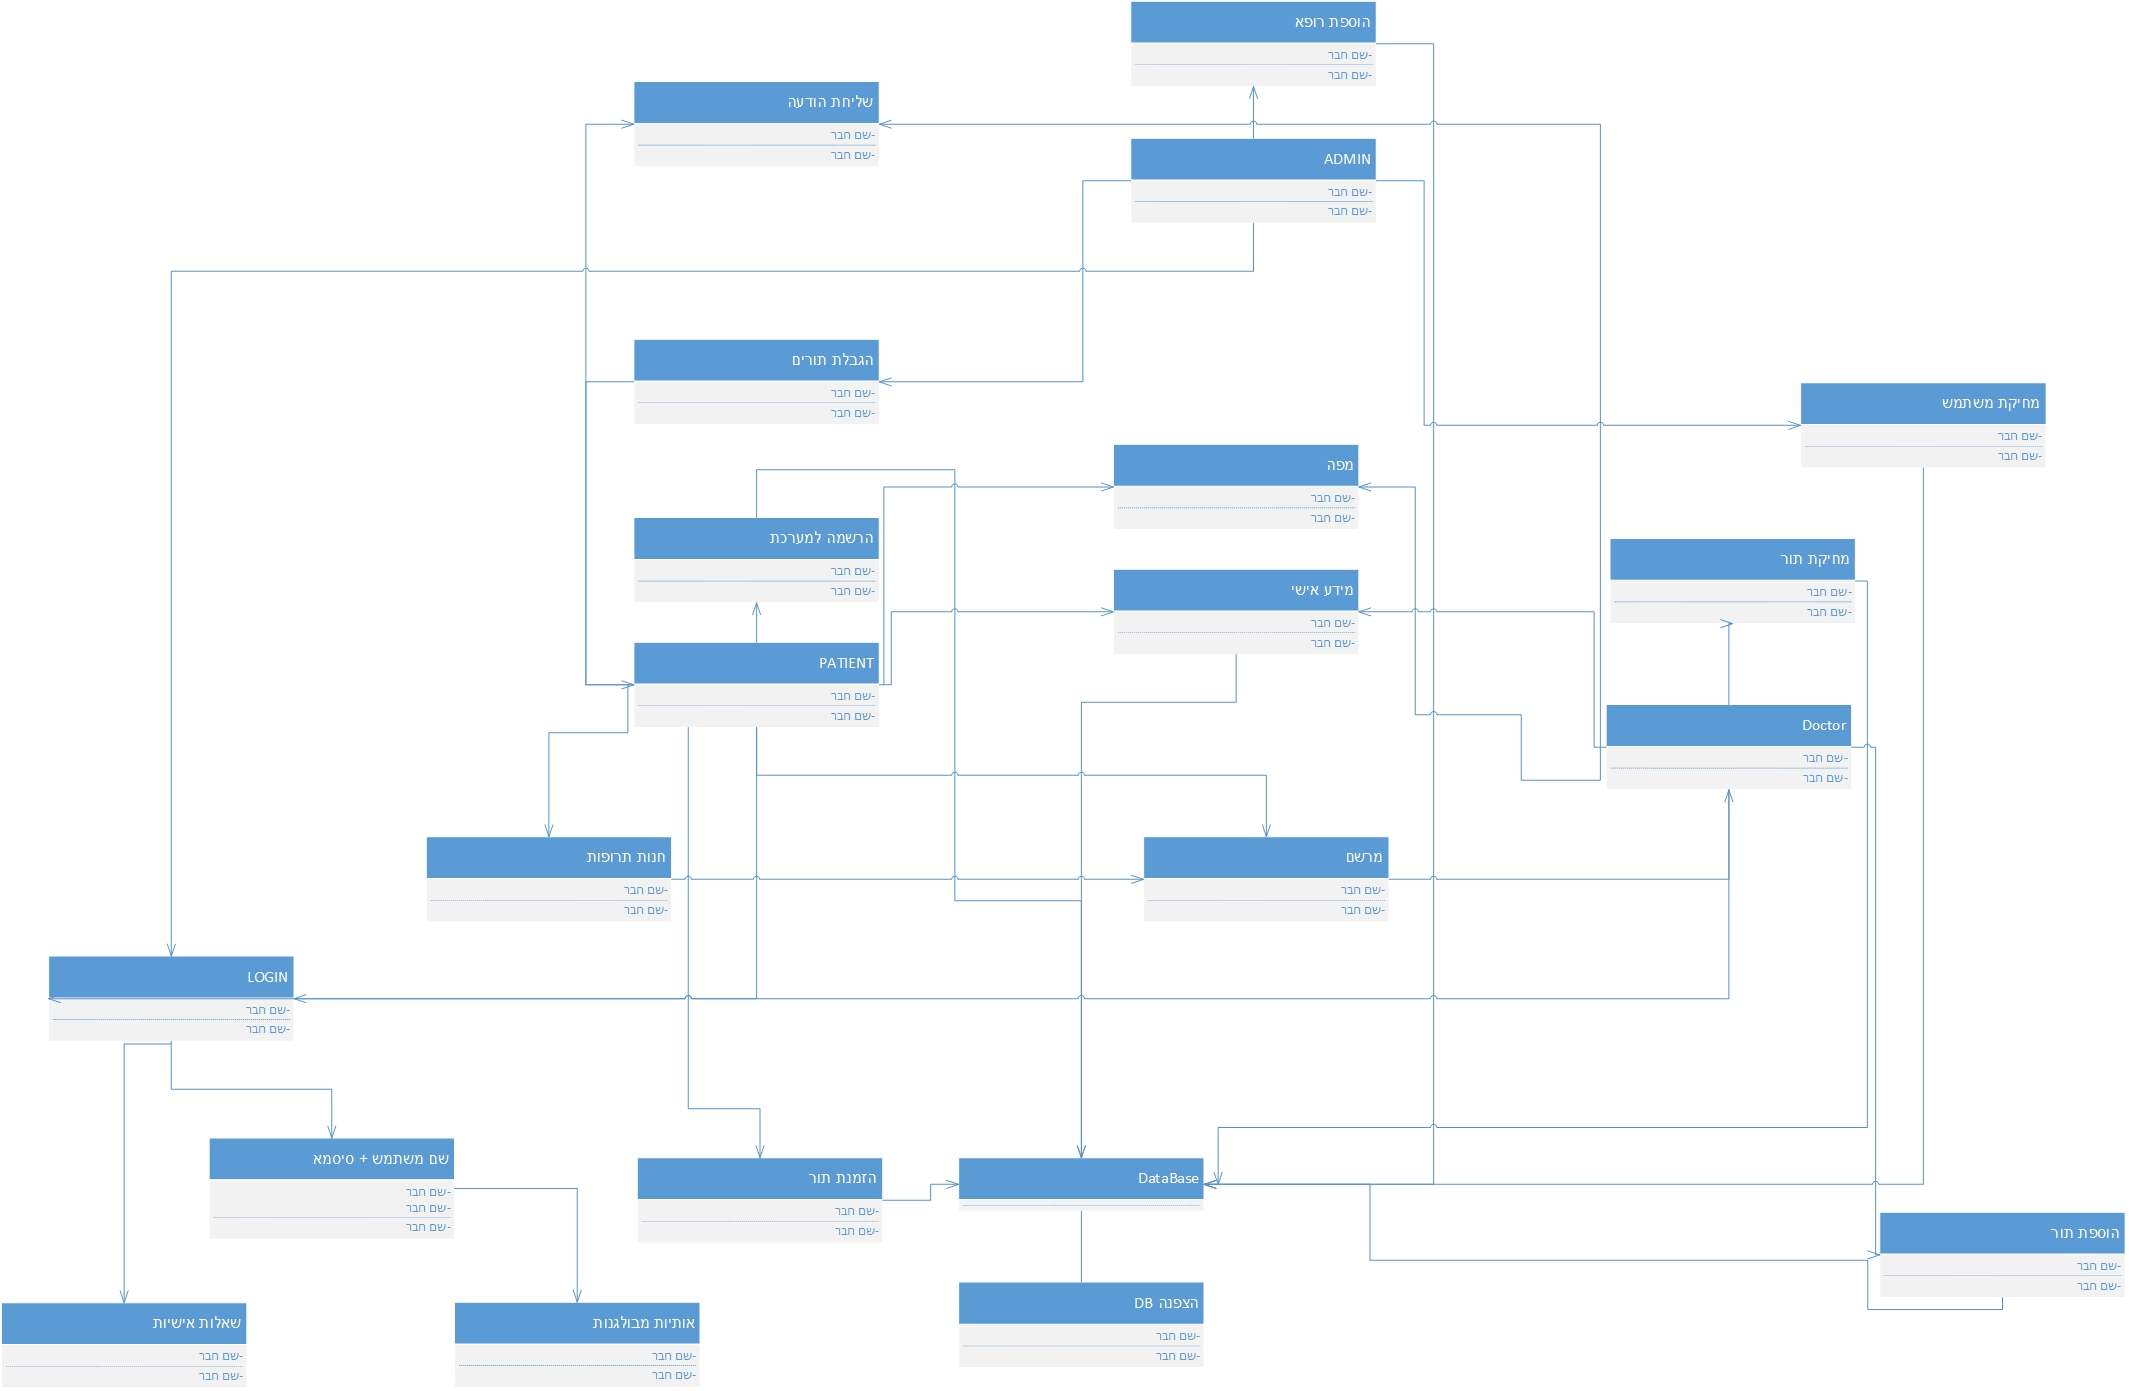 הוספת רופא
-שם חבר
-שם חבר
שליחת הודעה
-שם חבר
-שם חבר
ADMIN
-שם חבר
-שם חבר
הגבלת תורים
-שם חבר
-שם חבר
מחיקת משתמש
-שם חבר
-שם חבר
מפה
-שם חבר
-שם חבר
הרשמה למערכת
-שם חבר
-שם חבר
מחיקת תור
-שם חבר
-שם חבר
מידע אישי
-שם חבר
-שם חבר
PATIENT
-שם חבר
-שם חבר
Doctor
-שם חבר
-שם חבר
חנות תרופות
-שם חבר
-שם חבר
מרשם
-שם חבר
-שם חבר
LOGIN
-שם חבר
-שם חבר
שם משתמש + סיסמא
-שם חבר
-שם חבר
-שם חבר
הזמנת תור
-שם חבר
-שם חבר
DataBase
הוספת תור
-שם חבר
-שם חבר
הצפנה DB
-שם חבר
-שם חבר
שאלות אישיות
-שם חבר
-שם חבר
אותיות מבולגנות
-שם חבר
-שם חבר